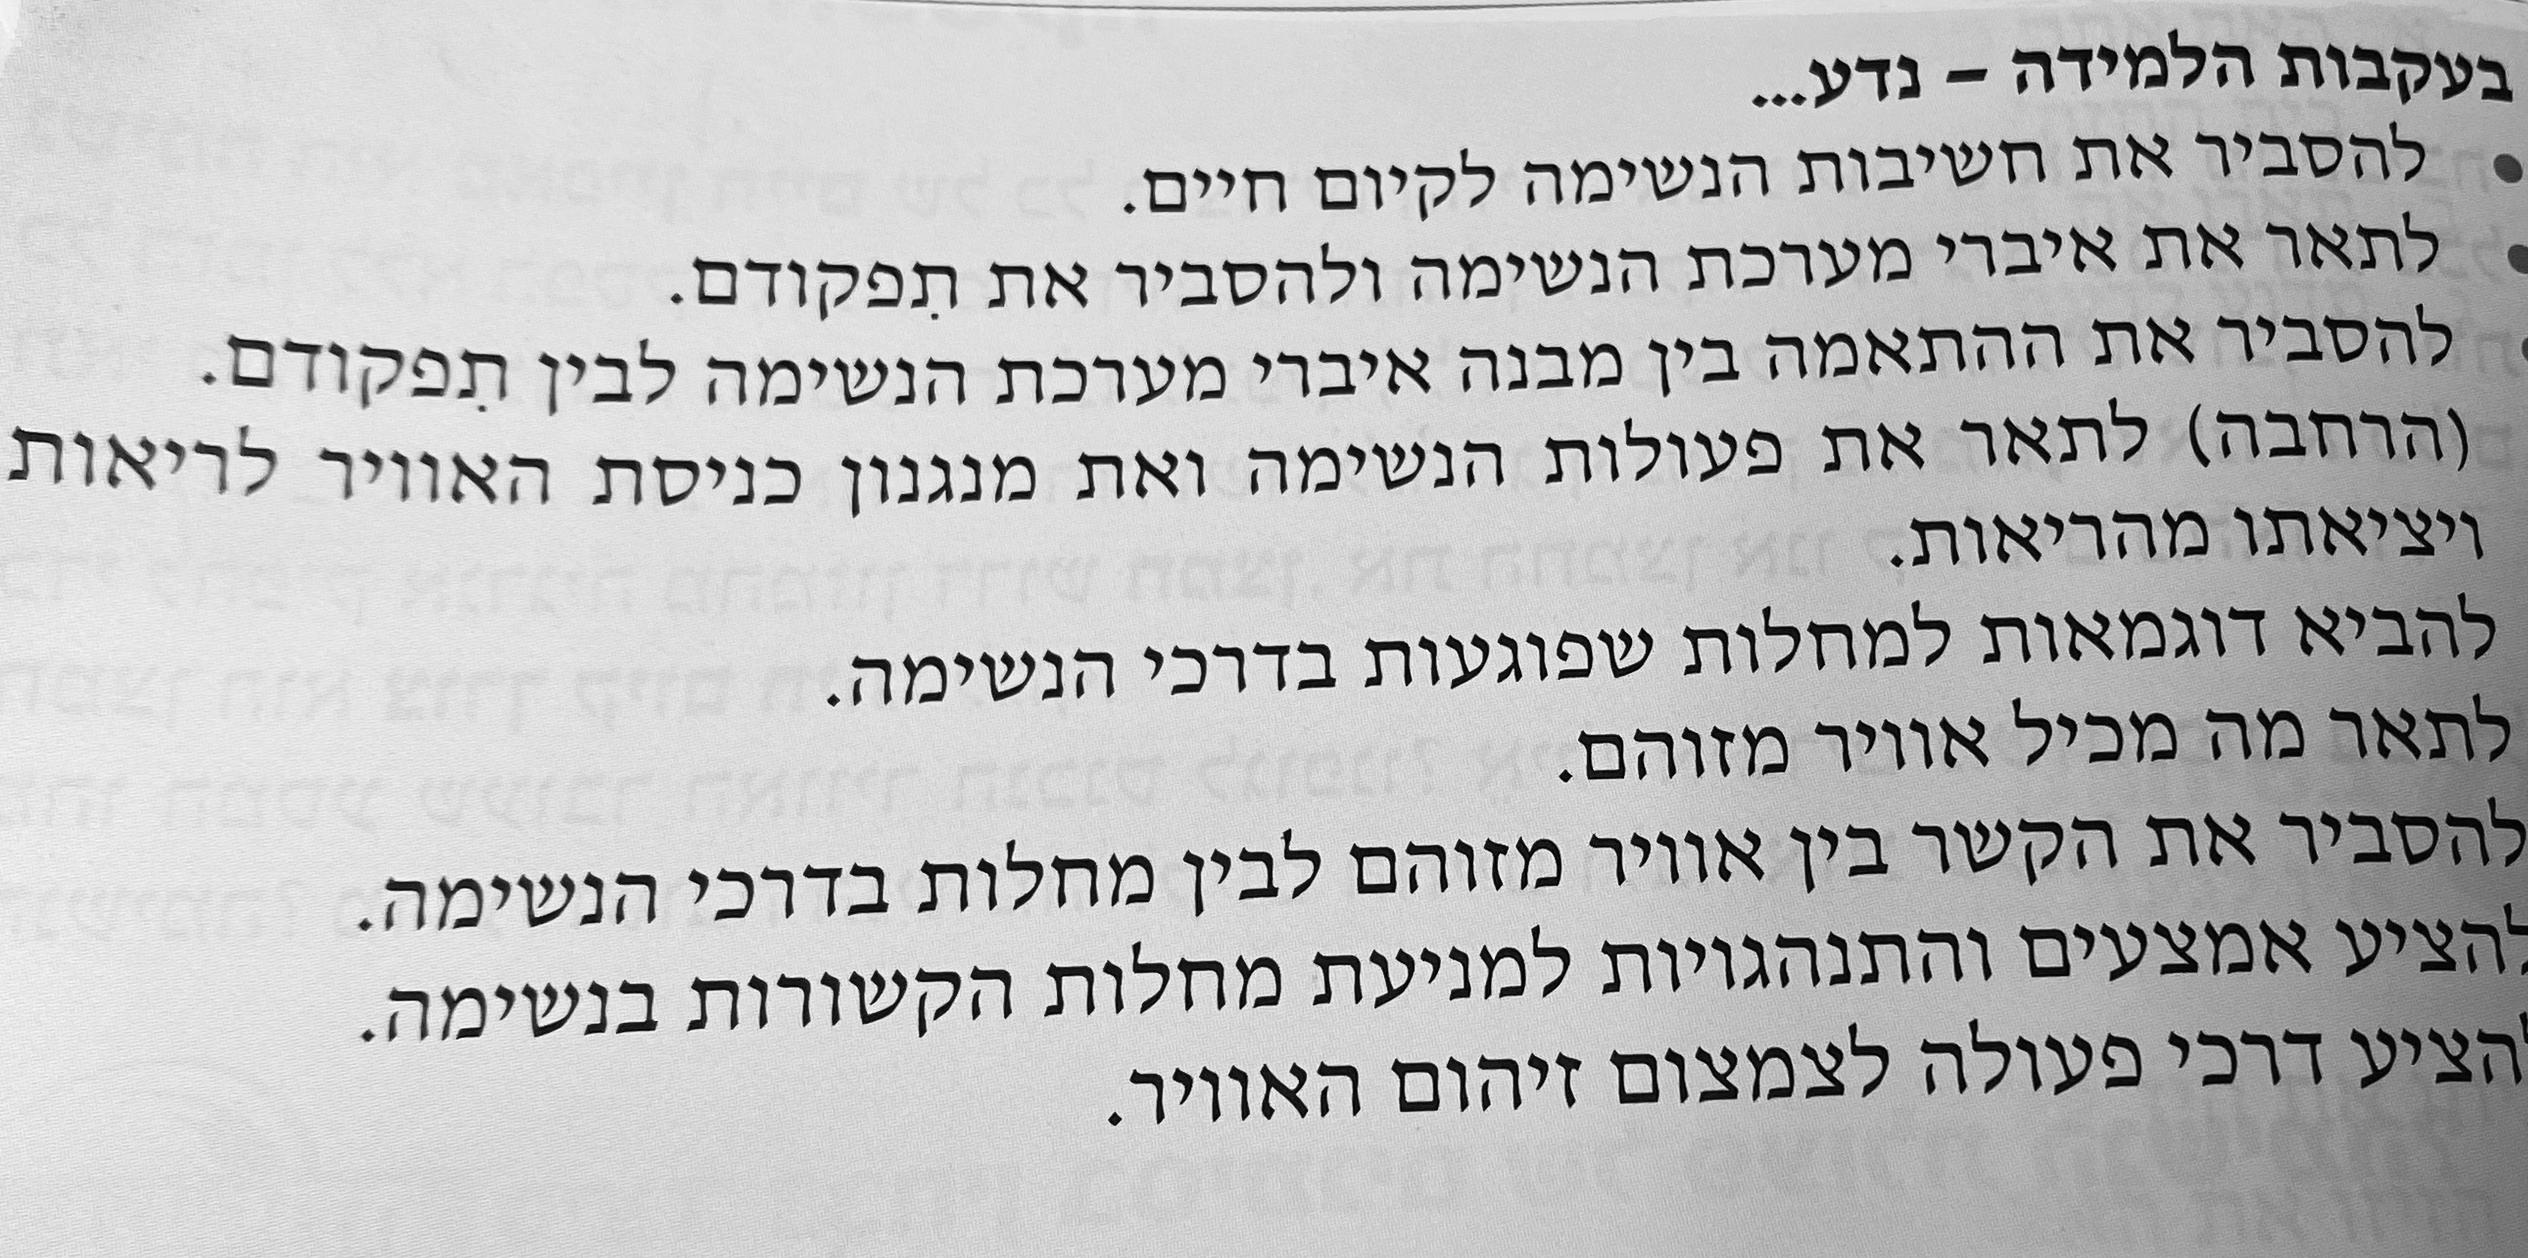 בעקבות הלמידה – נדע...
• להסביר את חשיבות הנשימה לקיום חיים.
• לתאר את איברי מערכת הנשימה ולהסביר את תִפקודם.
• להסביר את ההתאמה בין מבנה איברי מערכת הנשימה לבין תִפקודם.
(הרחבה) לתאר את פעולות הנשימה ואת מנגנון כניסת האוויר לריאות
ויציאתו מהריאות.
להביא דוגמאות למחלות שפוגעות בדרכי הנשימה.
לתאר מה מכיל אוויר מזוהם.
להסביר את הקשר בין אוויר מזוהם לבין מחלות בדרכי הנשימה.
להציע אמצעים והתנהגויות למניעת מחלות הקשורות בנשימה.
להציע דרכי פעולה לצמצום זיהום האוויר.